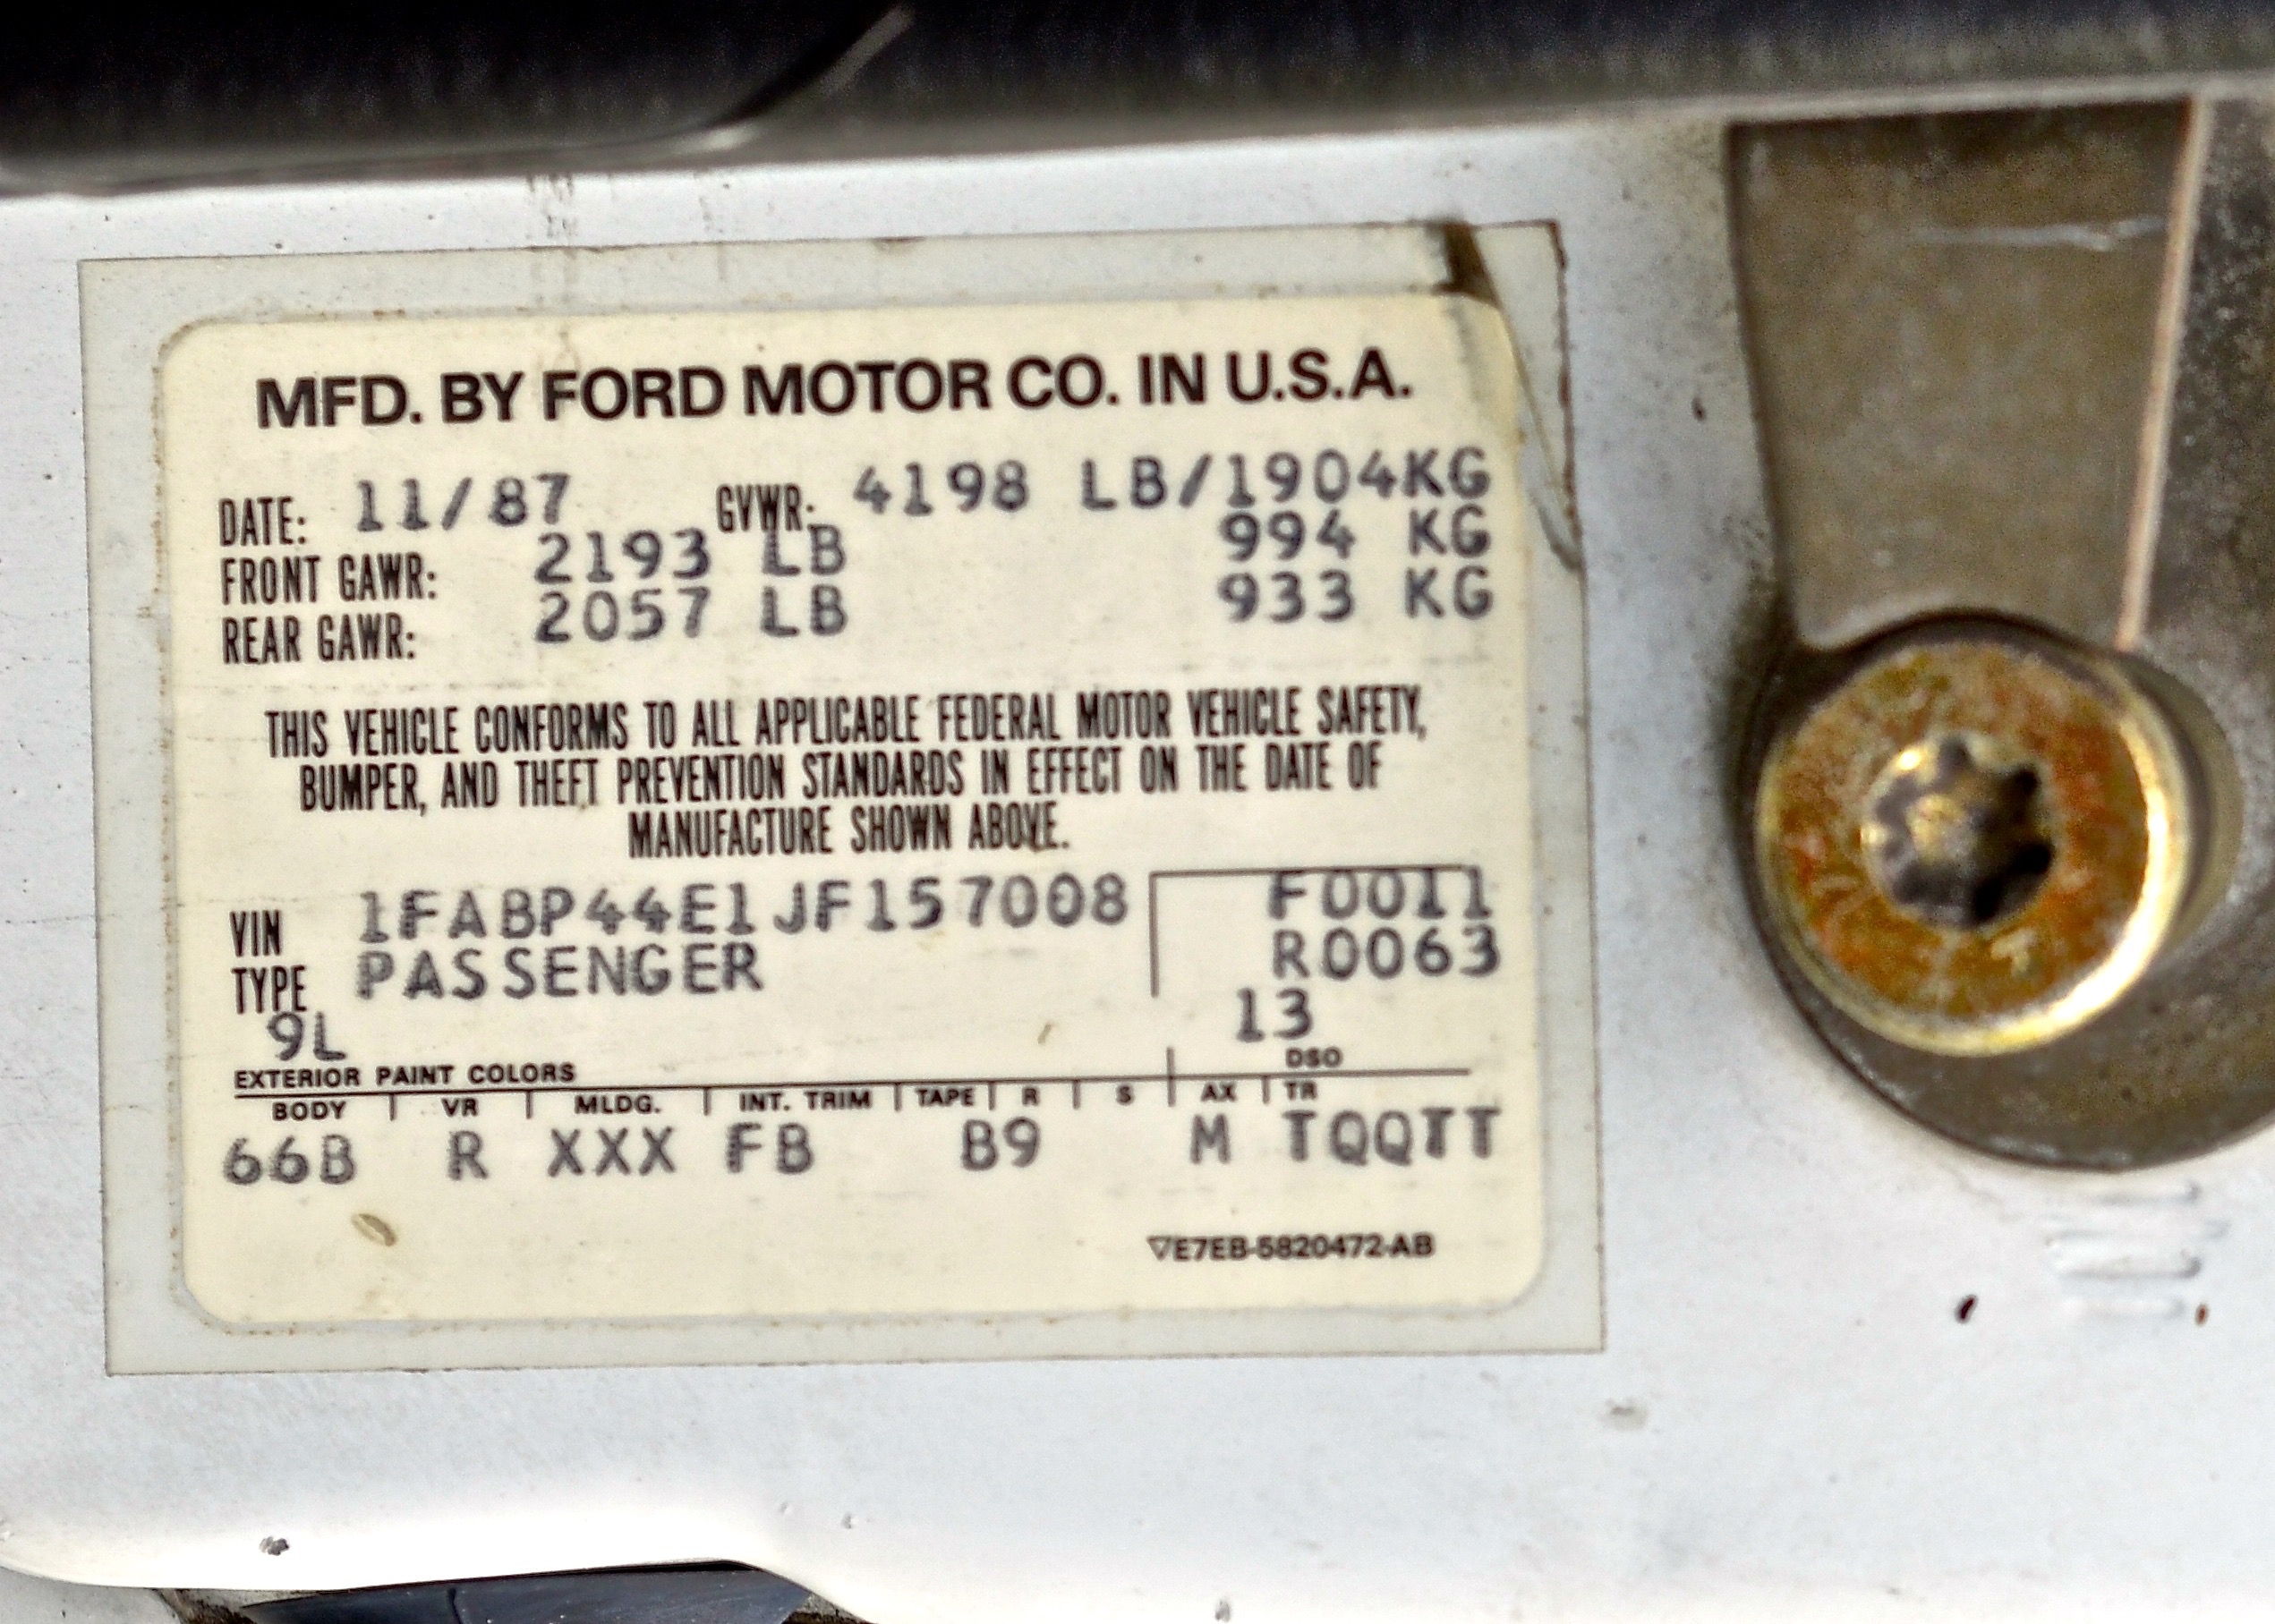 MFD. BY FORD MOTOR CO. IN U.S.A.
DATE: 11/87 GVWR: 4198 LB/1904KG
FRONT GAWR: 2193 LB 994 KG
REAR GAWR: 2057 LB 933 KG
THIS VEHICLE CONFORMS TO ALL APPLICABLE FEDERAL MOTOR VEHICLE SAFETY,
BUMPER, AND THEFT PREVENTION STANDARDS IN EFFECT ON THE DATE OF
MANUFACTURE SHOWN ABOVE.
VIN 1FABP44E1JF157008 F0011
TYPE PASSENGER R0063
9L 13
EXTERIOR PAINT COLORS DSO
BODY VR MLDG. INT. TRIM TAPE R S AX TR
66B R XXX FB B9 M TQQTT
▽E7EB-5820472-AB